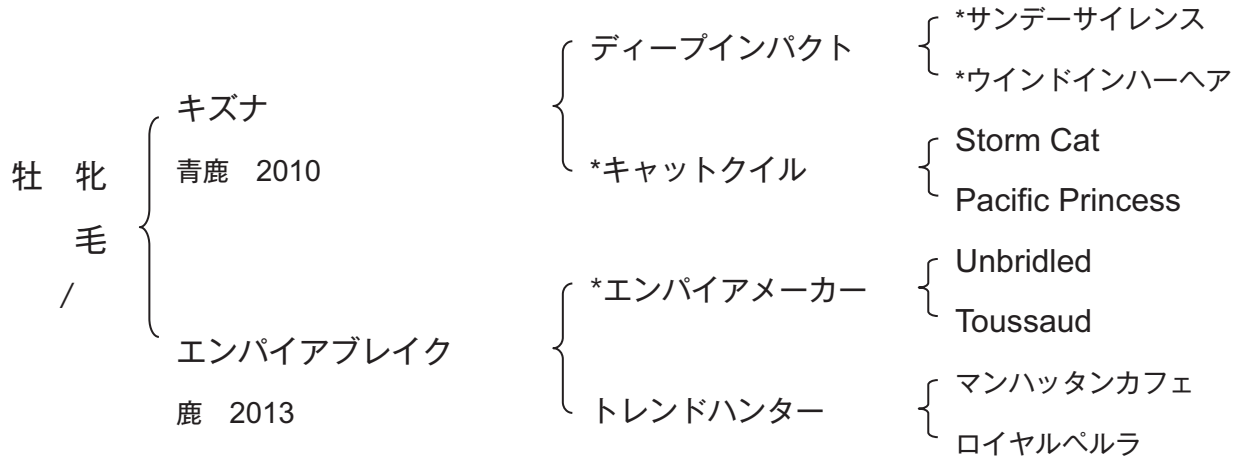 牡 牝
毛
/
キズナ
青鹿 2010
エンパイアブレイク
鹿 2013
ディープインパクト
*キャットクイル
*エンパイアメーカー
トレンドハンター
*サンデーサイレンス
*ウインドインハーヘア
Storm Cat
Pacific Princess
Unbridled
Toussaud
マンハッタンカフェ
ロイヤルペルラ